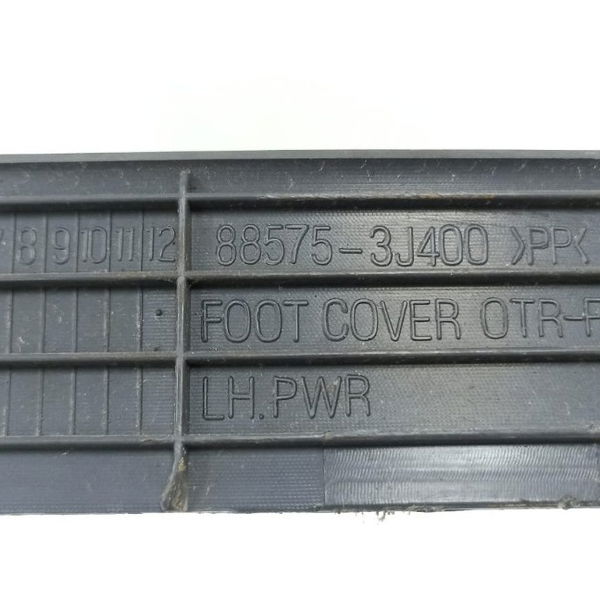 8 9 10 11 12
88575-3J400 >PP<
FOOT COVER OTR-
LH.PWR